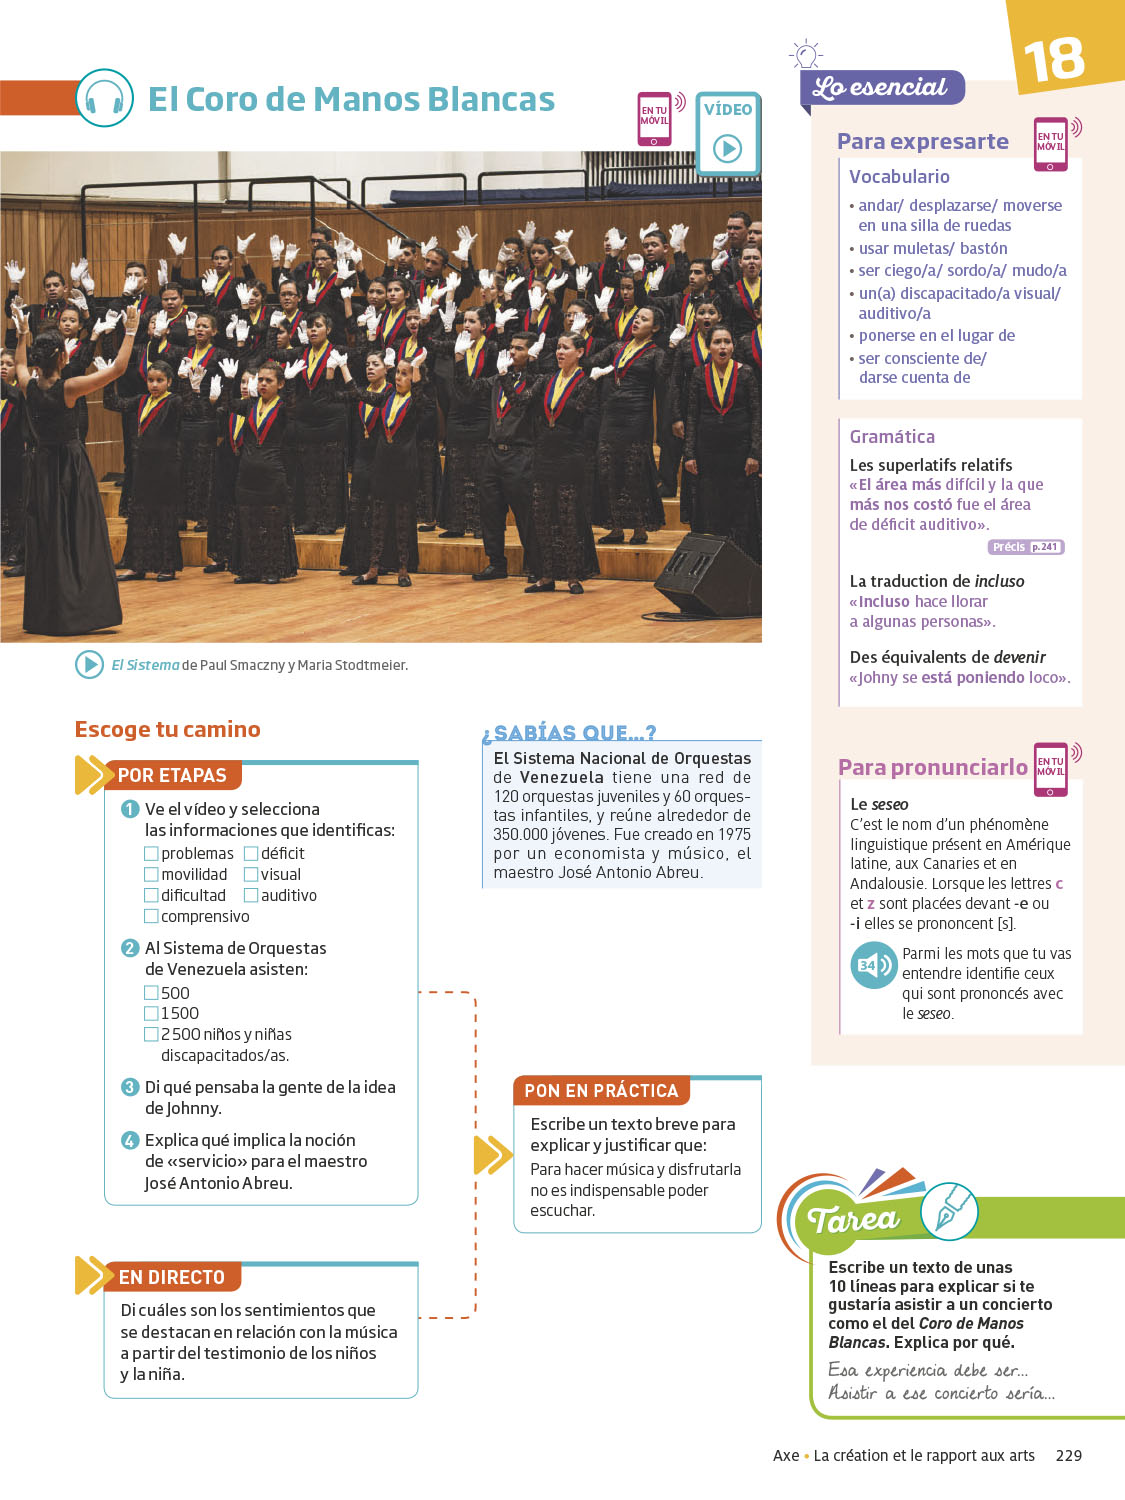 18
El Coro de Manos Blancas
EN TU
MÓVIL
VÍDEO
El Sistema de Paul Smaczny y Maria Stodtmeier.
Escoge tu camino
POR ETAPAS
1 Ve el vídeo y selecciona
las informaciones que identificas:
problemas déficit
movilidad visual
dificultad auditivo
comprensivo
2 Al Sistema de Orquestas
de Venezuela asisten:
500
1500
2500 niños y niñas
discapacitados/as.
3 Di qué pensaba la gente de la idea
de Johnny.
4 Explica qué implica la noción
de «servicio» para el maestro
José Antonio Abreu.
EN DIRECTO
Di cuáles son los sentimientos que
se destacan en relación con la música
a partir del testimonio de los niños
y la niña.
¿SABÍAS QUE...?
El Sistema Nacional de Orquestas
de Venezuela tiene una red de
120 orquestas juveniles y 60 orques-
tas infantiles, y reúne alrededor de
350.000 jóvenes. Fue creado en 1975
por un economista y músico, el
maestro José Antonio Abreu.
PON EN PRÁCTICA
Escribe un texto breve para
explicar y justificar que:
Para hacer música y disfrutarla
no es indispensable poder
escuchar.
Lo esencial
Para expresarte
EN TU
MÓVIL
Vocabulario
• andar/ desplazarse/ moverse
en una silla de ruedas
• usar muletas/ bastón
• ser ciego/a/ sordo/a/ mudo/a
• un(a) discapacitado/a visual/
auditivo/a
• ponerse en el lugar de
• ser consciente de/
darse cuenta de
Gramática
Les superlatifs relatifs
«El área más difícil y la que
más nos costó fue el área
de déficit auditivo».
Précis p.241
La traduction de incluso
«Incluso hace llorar
a algunas personas».
Des équivalents de devenir
«Johny se está poniendo loco».
Para pronunciarlo
EN TU
MÓVIL
Le seseo
C'est le nom d'un phénomène
linguistique présent en Amérique
latine, aux Canaries et en
Andalousie. Lorsque les lettres c
et z sont placées devant -e ou
-i elles se prononcent [s].
34
Parmi les mots que tu vas
entendre identifie ceux
qui sont prononcés avec
le seseo.
Tarea
Escribe un texto de unas
10 líneas para explicar si te
gustaría asistir a un concierto
como el del Coro de Manos
Blancas. Explica por qué.
Esa experiencia debe ser...
Asistir a ese concierto sería...
Axe • La création et le rapport aux arts 229